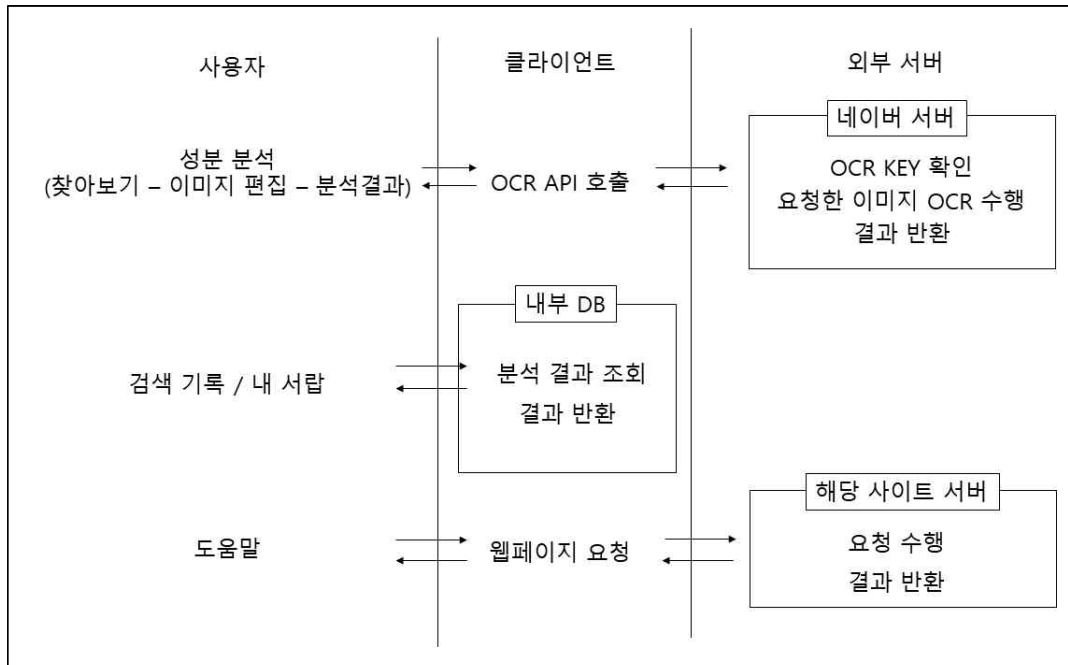 사용자
클라이언트
외부 서버
네이버 서버
성분 분석
(찾아보기 – 이미지 편집 – 분석결과)
OCR API 호출
OCR KEY 확인
요청한 이미지 OCR 수행
결과 반환
내부 DB
검색 기록 / 내 서랍
분석 결과 조회
결과 반환
해당 사이트 서버
도움말
웹페이지 요청
요청 수행
결과 반환